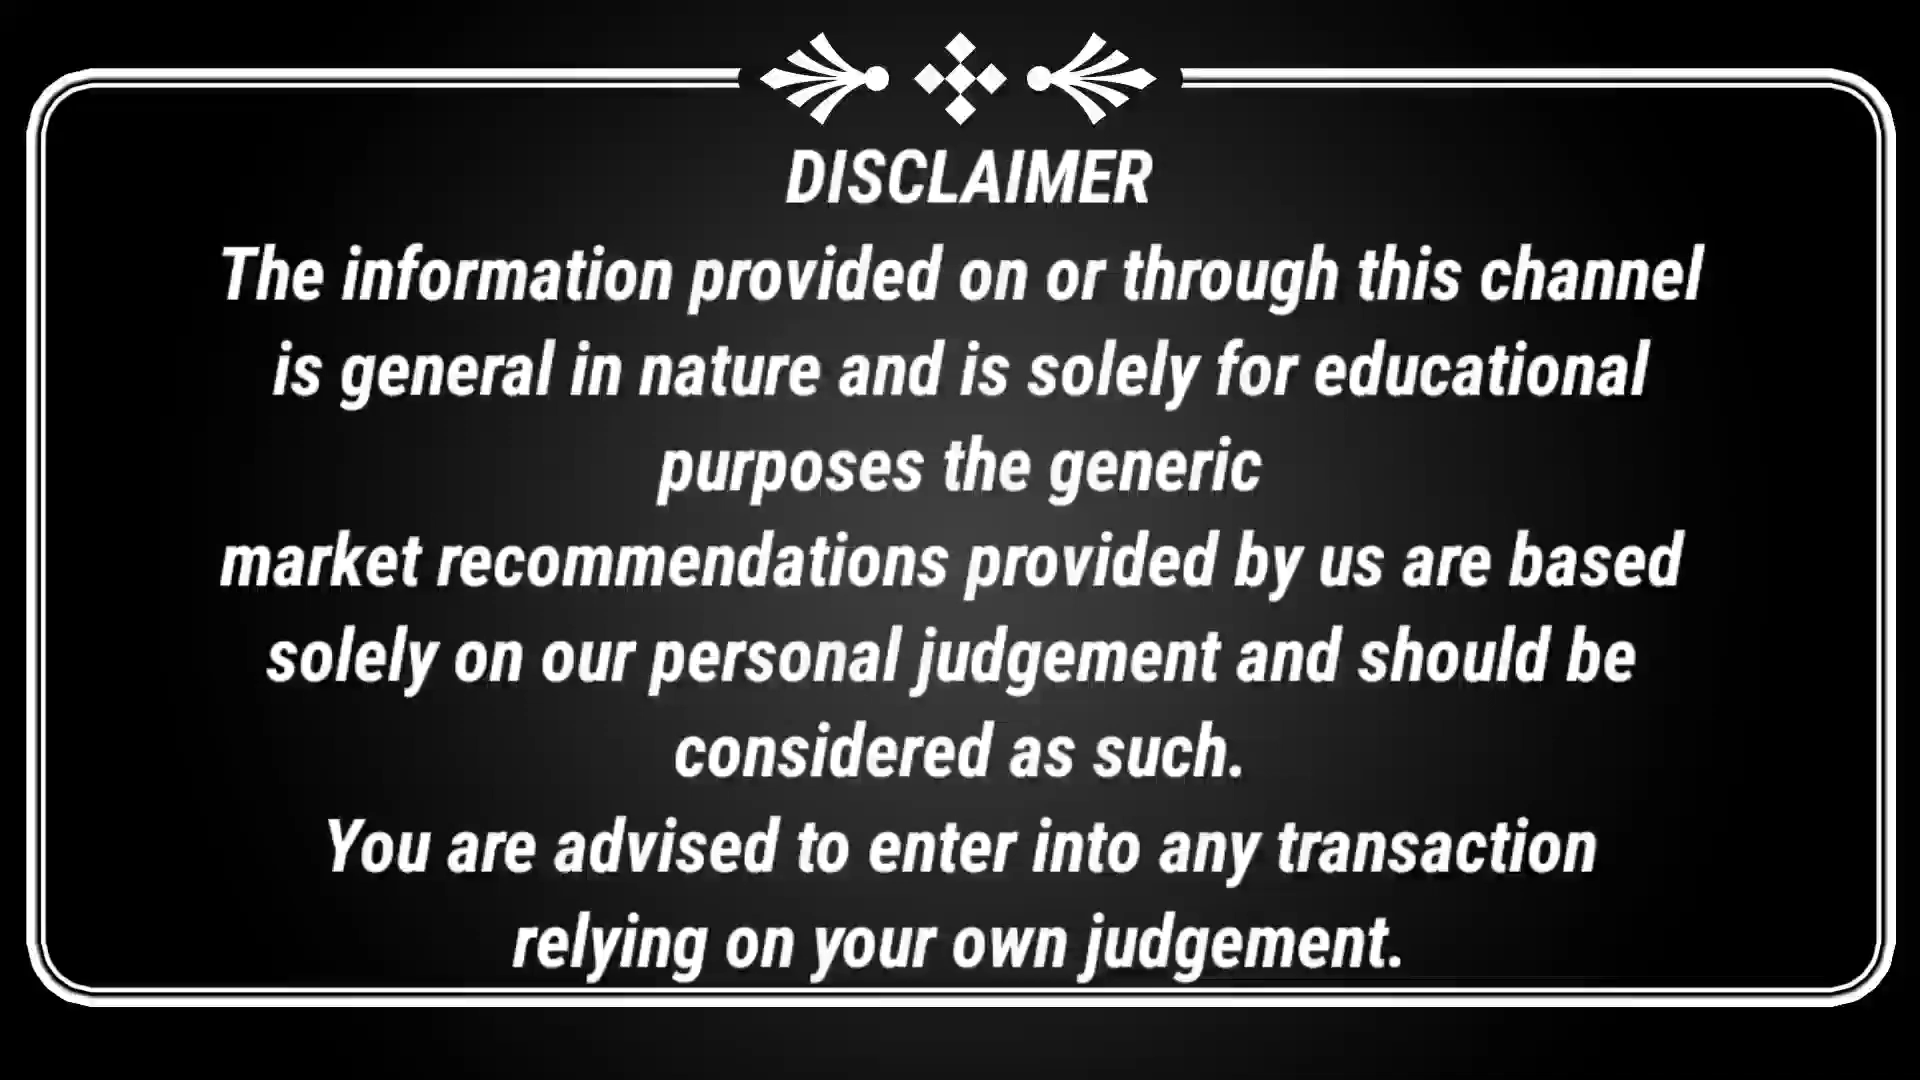 DISCLAIMER
The information provided on or through this channel
is general in nature and is solely for educational
purposes the generic
market recommendations provided by us are based
solely on our personal judgement and should be
considered as such.
You are advised to enter into any transaction
relying on your own judgement.